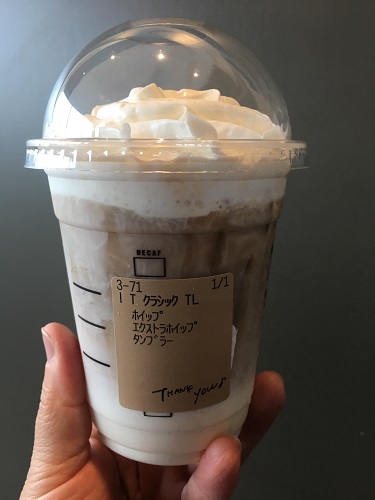 DECAF
3-71 1/1
I T クラシック TL
ホイップ
エクストラホイップ
タンブラー
THANK YOU♪